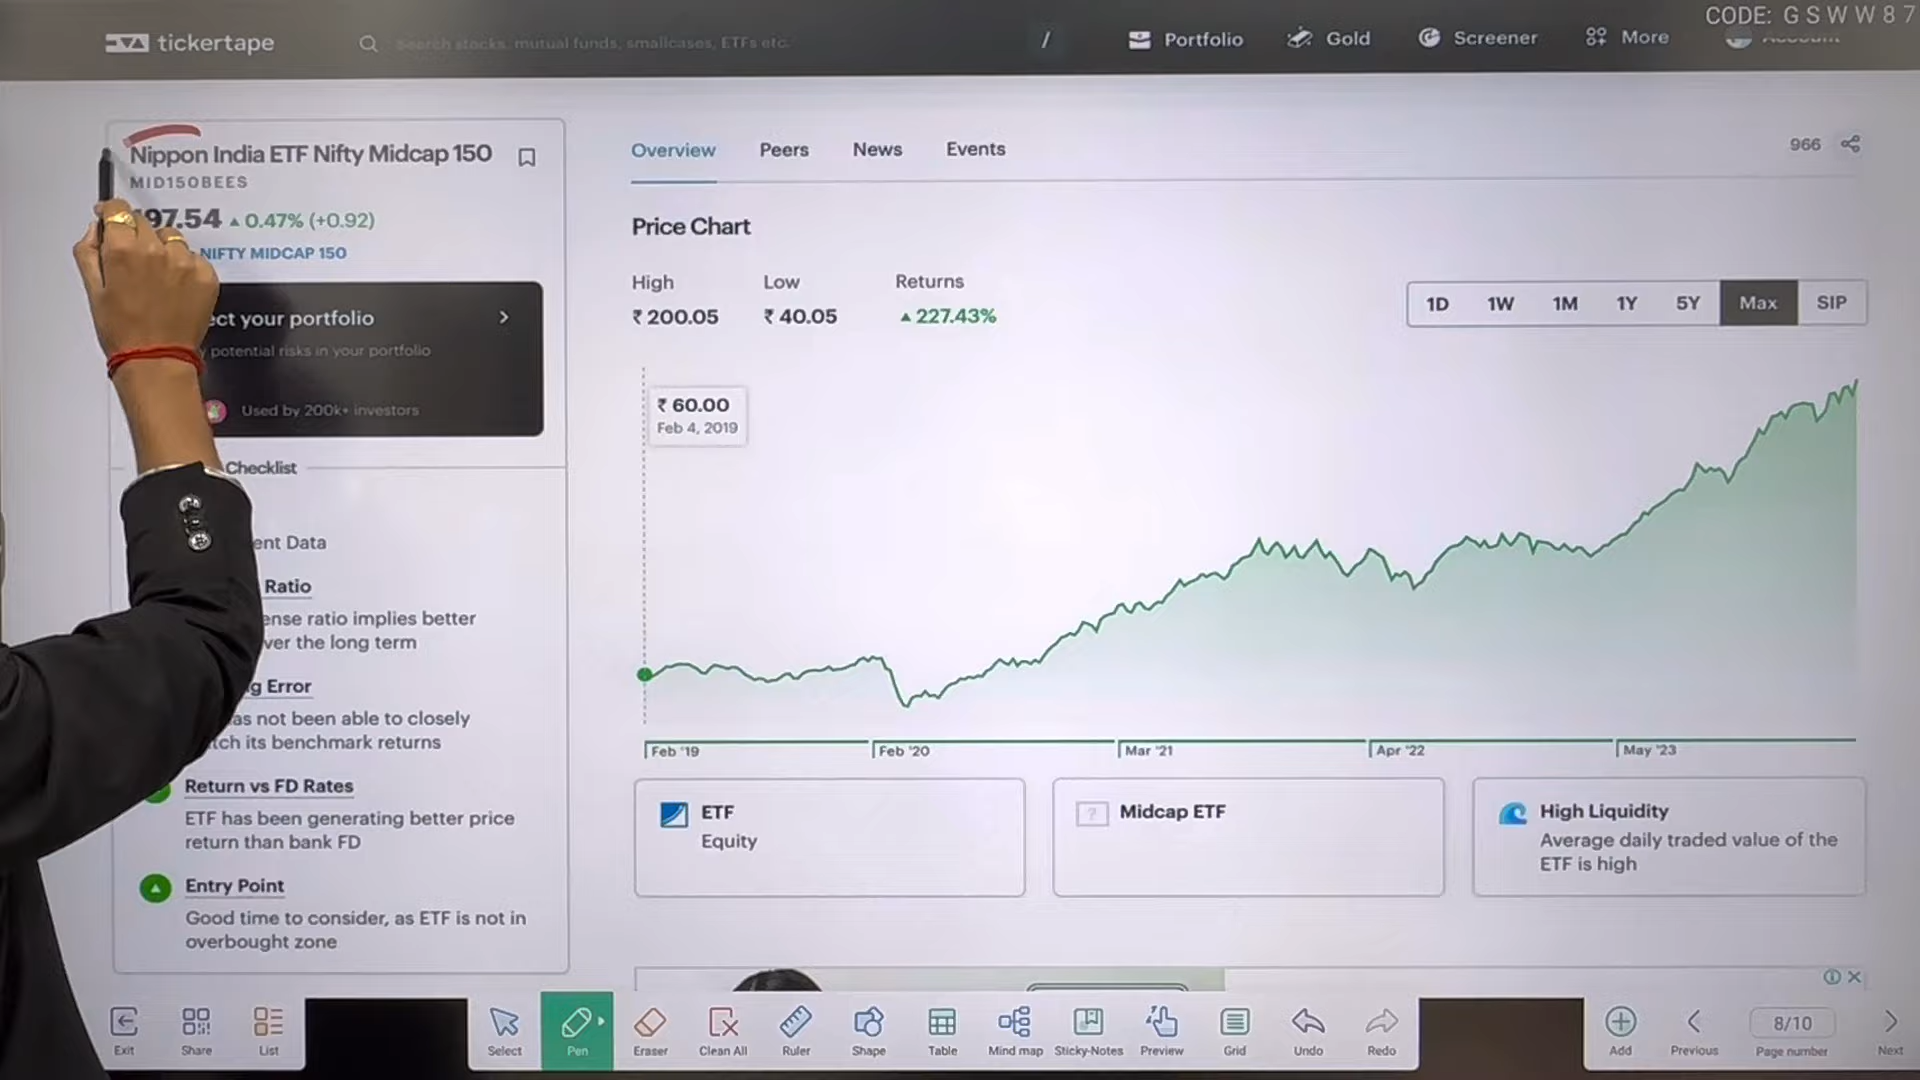 CODE: G S W W 8 7
tickertape
Search stocks, mutual funds, smallcases, ETFs etc.
/
Portfolio
Gold
Screener
More
Account
Nippon India ETF Nifty Midcap 150
MID150BEES
97.54 ▲ 0.47% (+0.92)
NIFTY MIDCAP 150
ect your portfolio
potential risks in your portfolio
Used by 200k+ investors
Checklist
ent Data
Ratio
ense ratio implies better
ver the long term
g Error
as not been able to closely
tch its benchmark returns
Return vs FD Rates
ETF has been generating better price
return than bank FD
Entry Point
Good time to consider, as ETF is not in
overbought zone
Overview Peers News Events
966
Price Chart
High Low Returns
₹ 200.05 ₹ 40.05 ▲ 227.43%
1D 1W 1M 1Y 5Y Max SIP
₹ 60.00
Feb 4, 2019
Feb '19 Feb '20 Mar '21 Apr '22 May '23
ETF
Equity
Midcap ETF
High Liquidity
Average daily traded value of the
ETF is high
Exit Share List
Select Pen Eraser Clean All Ruler Shape Table Mind map Sticky-Notes Preview Grid Undo Redo
Add Previous 8/10 Page number Next